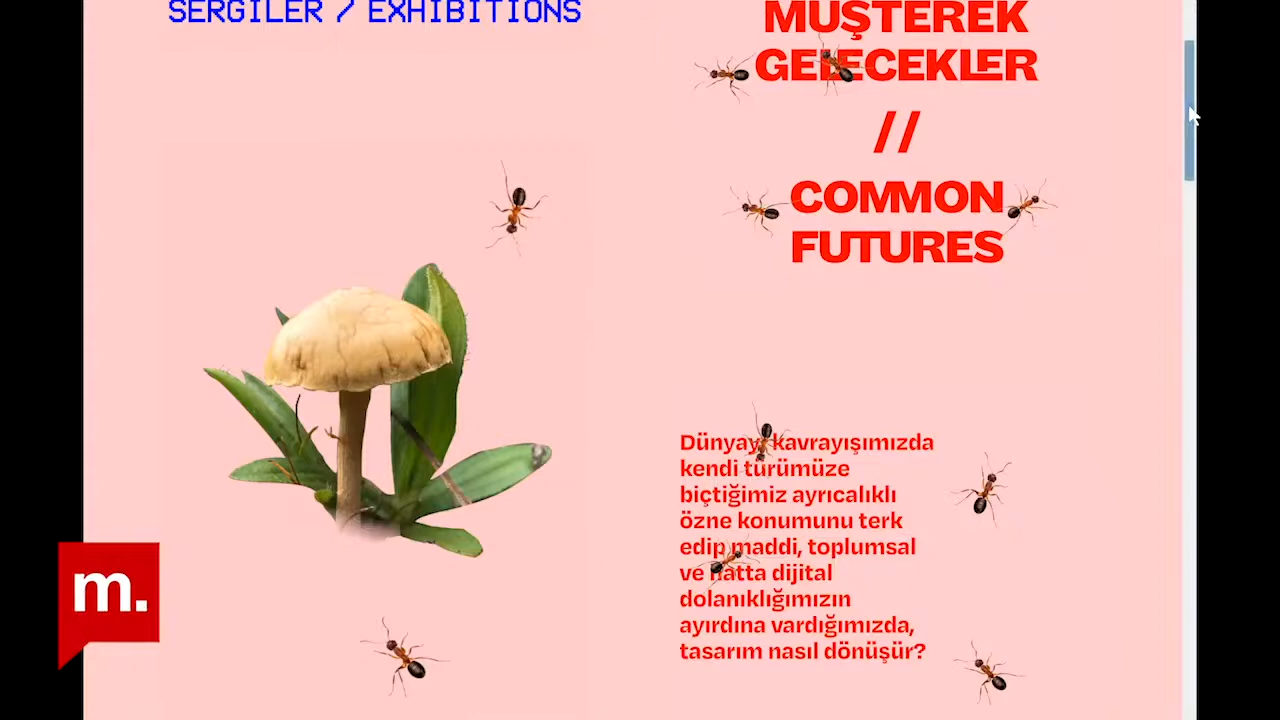 SERGİLER / EXHIBITIONS
MÜŞTEREK
GELECEKLER
//
COMMON
FUTURES
Dünyayı kavrayışımızda
kendi türümüze
biçtiğimiz ayrıcalıklı
özne konumunu terk
edip maddi, toplumsal
ve hatta dijital
dolanıklığımızın
ayırdına vardığımızda,
tasarım nasıl dönüşür?
m.